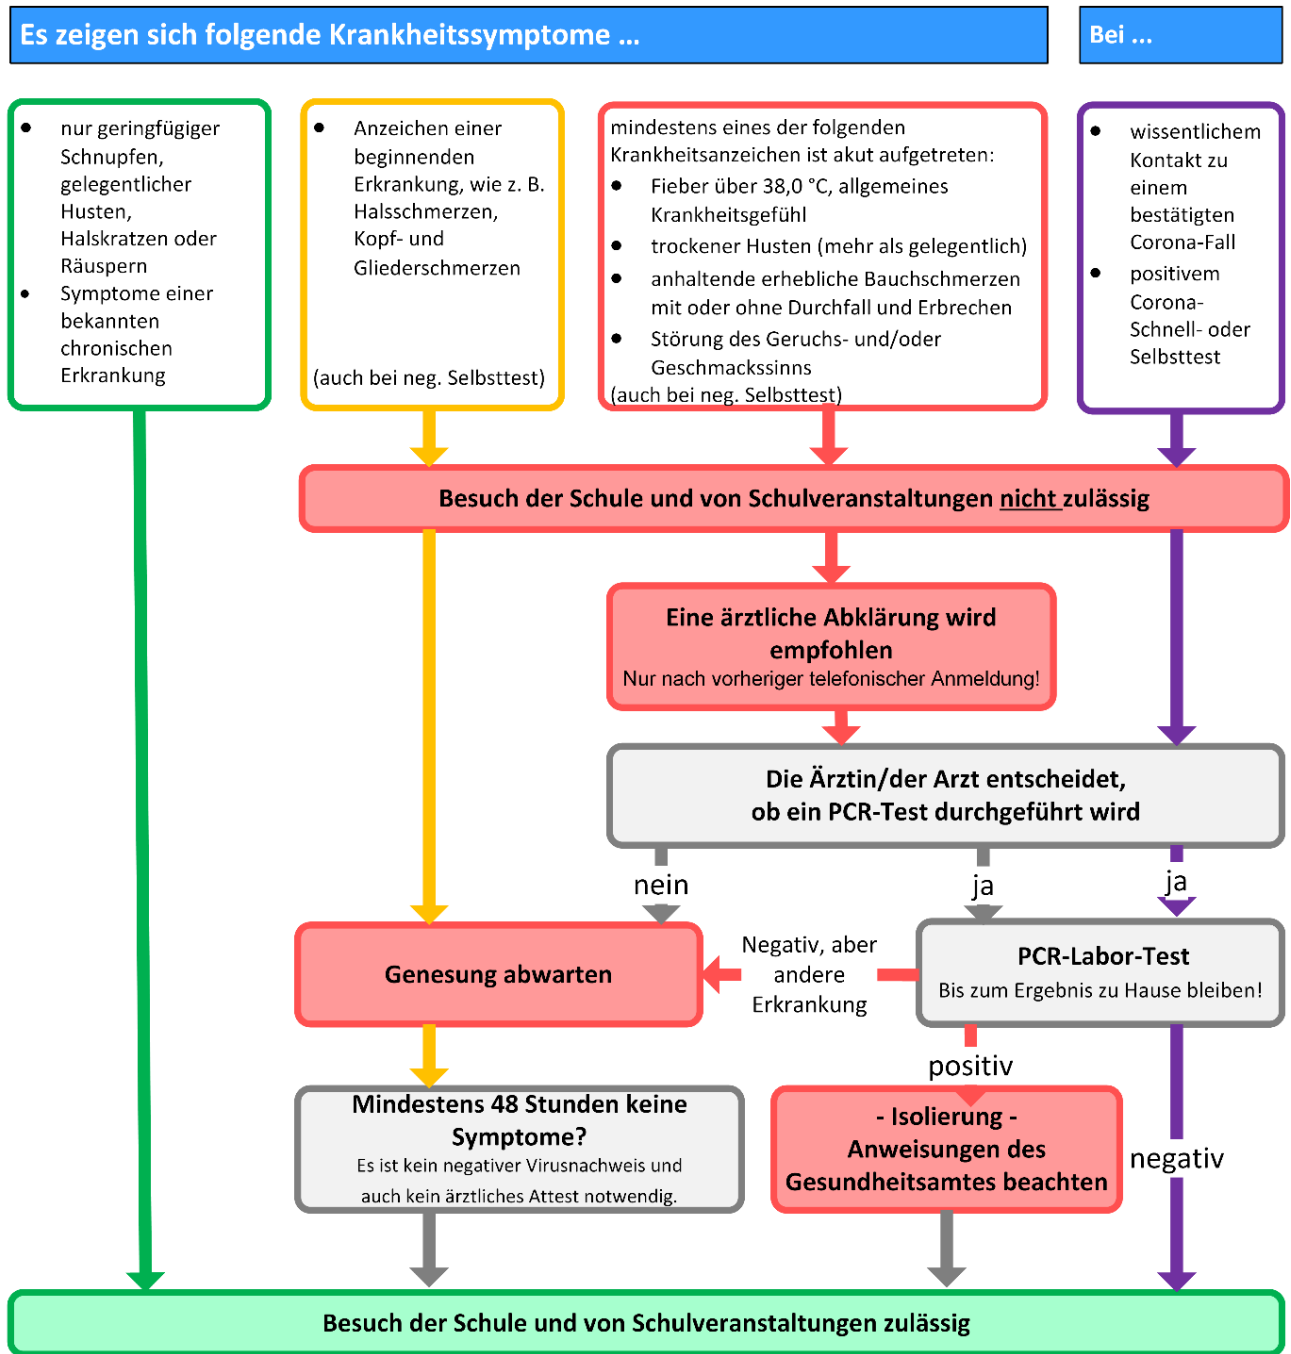 Es zeigen sich folgende Krankheitssymptome ...
Bei ...
• nur geringfügiger
Schnupfen,
gelegentlicher
Husten,
Halskratzen oder
Räuspern
• Symptome einer
bekannten
chronischen
Erkrankung
• Anzeichen einer
beginnenden
Erkrankung, wie z. B.
Halsschmerzen,
Kopf- und
Gliederschmerzen
(auch bei neg. Selbsttest)
mindestens eines der folgenden
Krankheitsanzeichen ist akut aufgetreten:
• Fieber über 38,0 °C, allgemeines
Krankheitsgefühl
• trockener Husten (mehr als gelegentlich)
• anhaltende erhebliche Bauchschmerzen
mit oder ohne Durchfall und Erbrechen
• Störung des Geruchs- und/oder
Geschmackssinns
(auch bei neg. Selbsttest)
• wissentlichem
Kontakt zu
einem
bestätigten
Corona-Fall
• positivem
Corona-
Schnell- oder
Selbsttest
Besuch der Schule und von Schulveranstaltungen nicht zulässig
Eine ärztliche Abklärung wird
empfohlen
Nur nach vorheriger telefonischer Anmeldung!
Die Ärztin/der Arzt entscheidet,
ob ein PCR-Test durchgeführt wird
nein
ja
ja
Genesung abwarten
Negativ, aber
andere
Erkrankung
PCR-Labor-Test
Bis zum Ergebnis zu Hause bleiben!
positiv
Mindestens 48 Stunden keine
Symptome?
Es ist kein negativer Virusnachweis und
auch kein ärztliches Attest notwendig.
- Isolierung -
Anweisungen des
Gesundheitsamtes beachten
negativ
Besuch der Schule und von Schulveranstaltungen zulässig